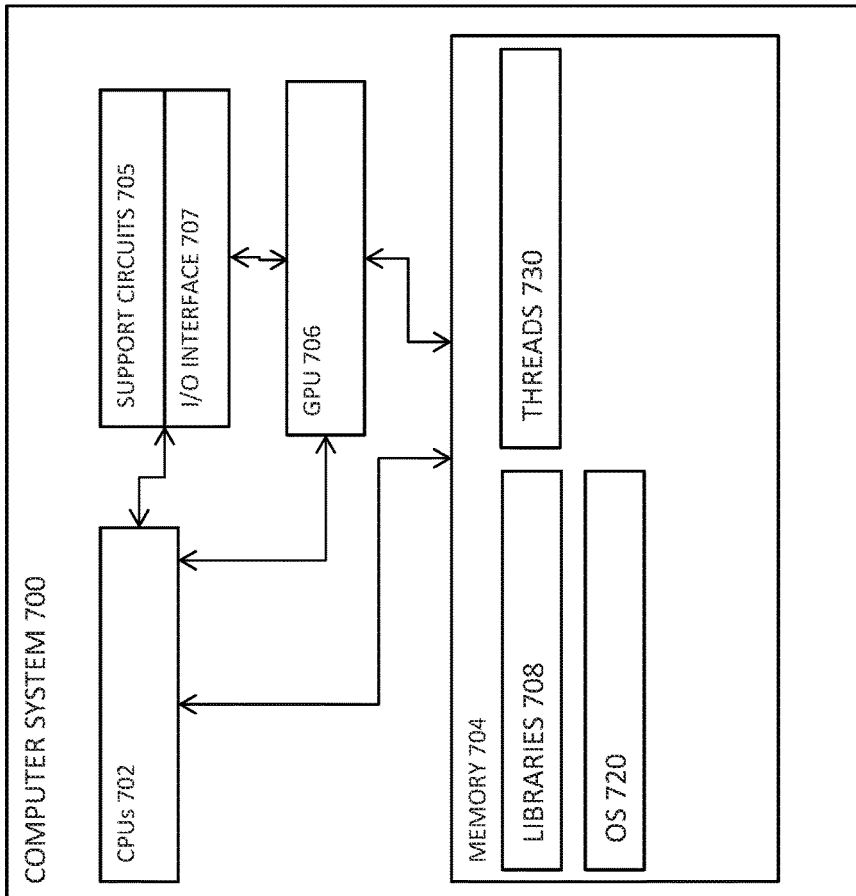 COMPUTER SYSTEM 700
CPUs 702
SUPPORT CIRCUITS 705
I/O INTERFACE 707
GPU 706
MEMORY 704
LIBRARIES 708
THREADS 730
OS 720